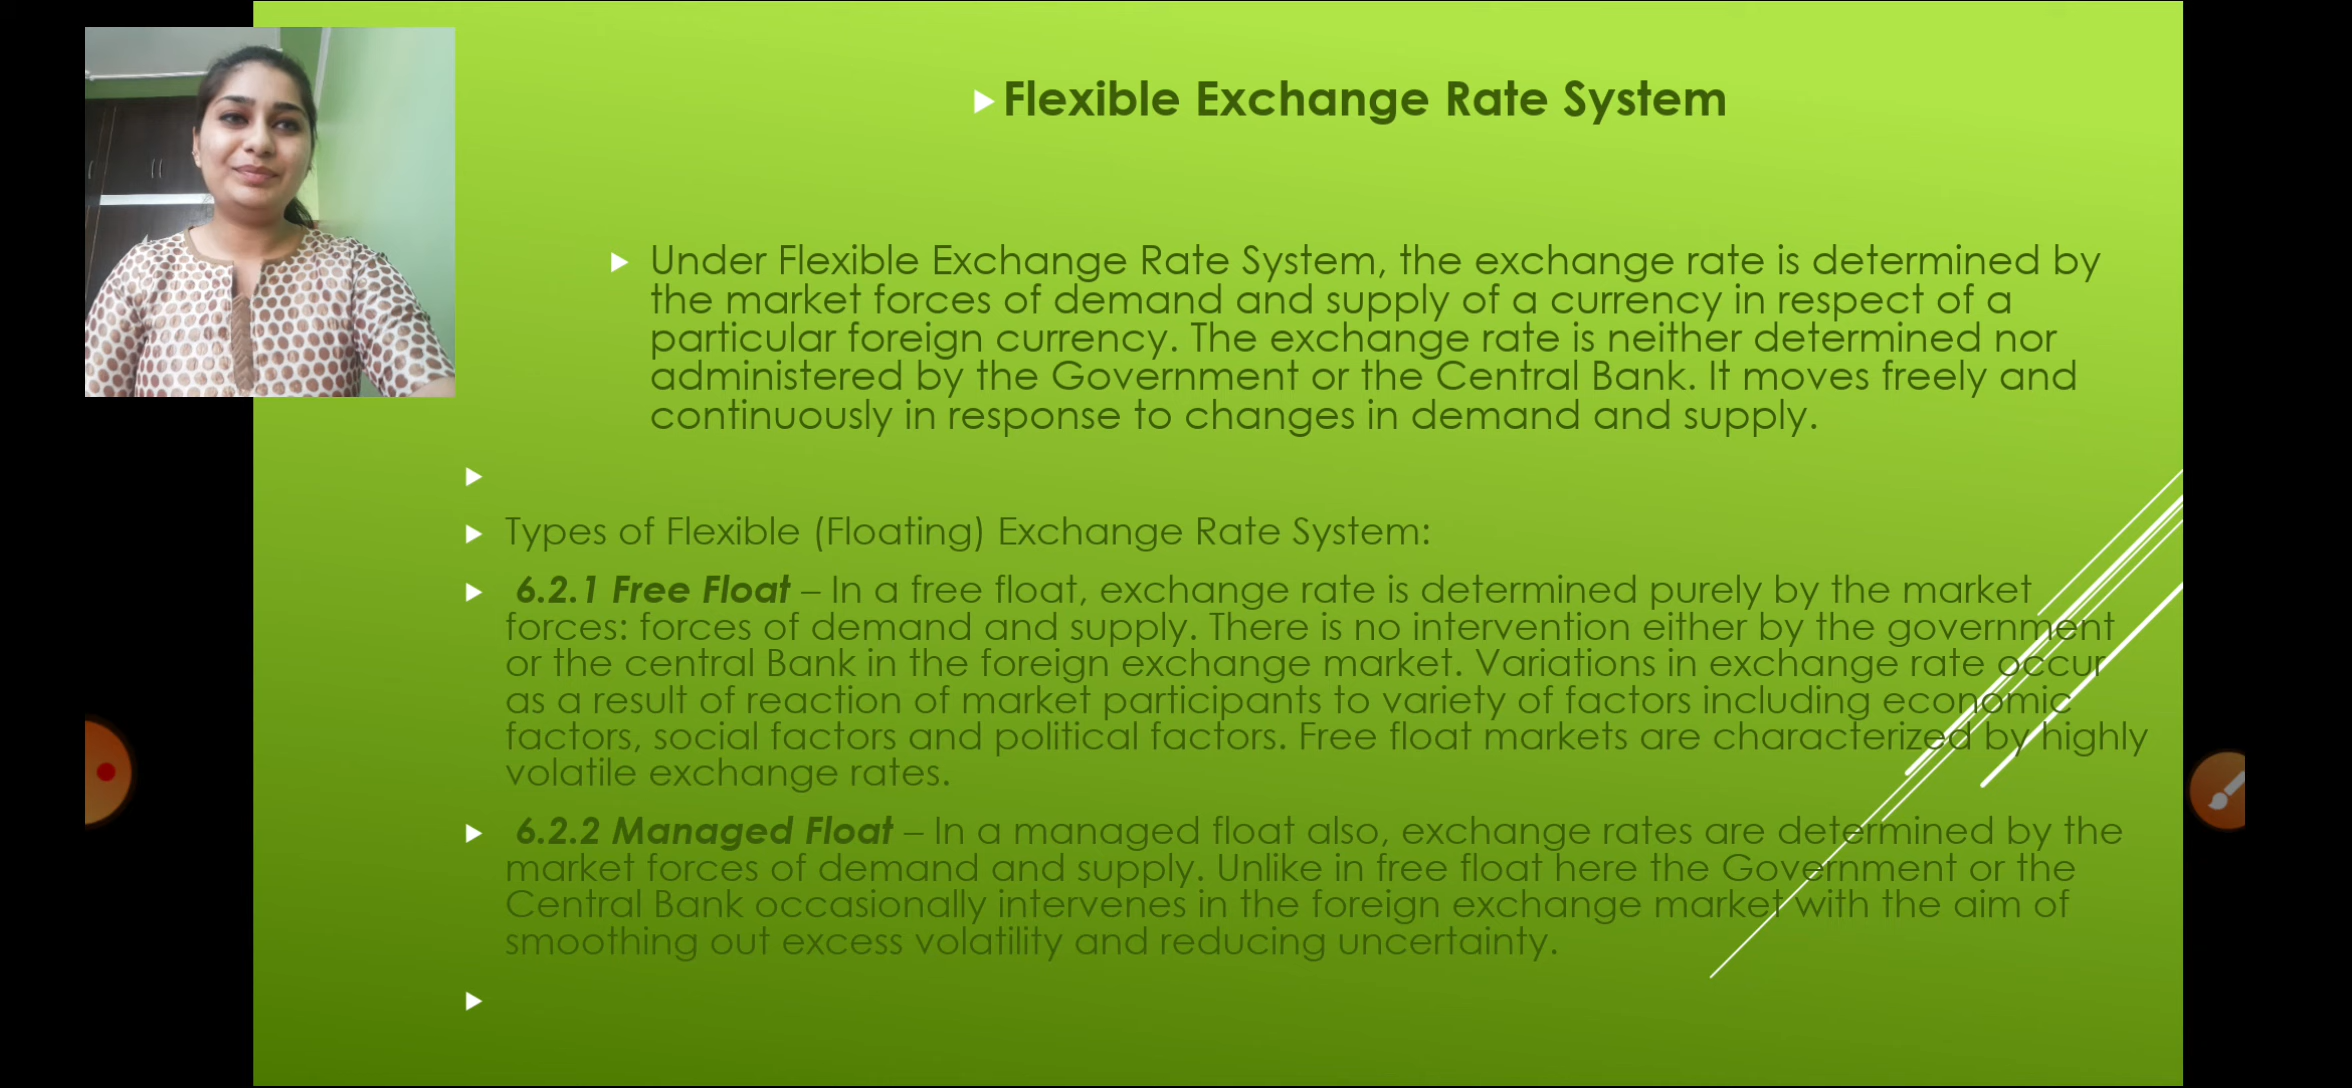 Flexible Exchange Rate System
Under Flexible Exchange Rate System, the exchange rate is determined by
the market forces of demand and supply of a currency in respect of a
particular foreign currency. The exchange rate is neither determined nor
administered by the Government or the Central Bank. It moves freely and
continuously in response to changes in demand and supply.
Types of Flexible (Floating) Exchange Rate System:
6.2.1 Free Float – In a free float, exchange rate is determined purely by the market
forces: forces of demand and supply. There is no intervention either by the government
or the central Bank in the foreign exchange market. Variations in exchange rate occur
as a result of reaction of market participants to variety of factors including economic
factors, social factors and political factors. Free float markets are characterized by highly
volatile exchange rates.
6.2.2 Managed Float – In a managed float also, exchange rates are determined by the
market forces of demand and supply. Unlike in free float here the Government or the
Central Bank occasionally intervenes in the foreign exchange market with the aim of
smoothing out excess volatility and reducing uncertainty.